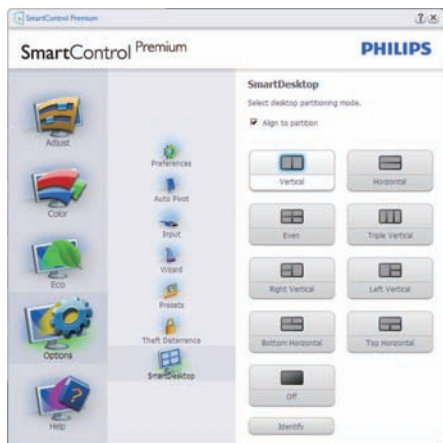 SmartControl Premium
SmartControl Premium
PHILIPS
Adjust
Color
Eco
Options
Help
Preferences
Auto Pivot
Input
Wizard
Presets
Theft Deterrence
SmartDesktop
SmartDesktop
Select desktop partitioning mode.
Align to partition
Vertical
Horizontal
Even
Triple Vertical
Right Vertical
Left Vertical
Bottom Horizontal
Top Horizontal
Off
Identify